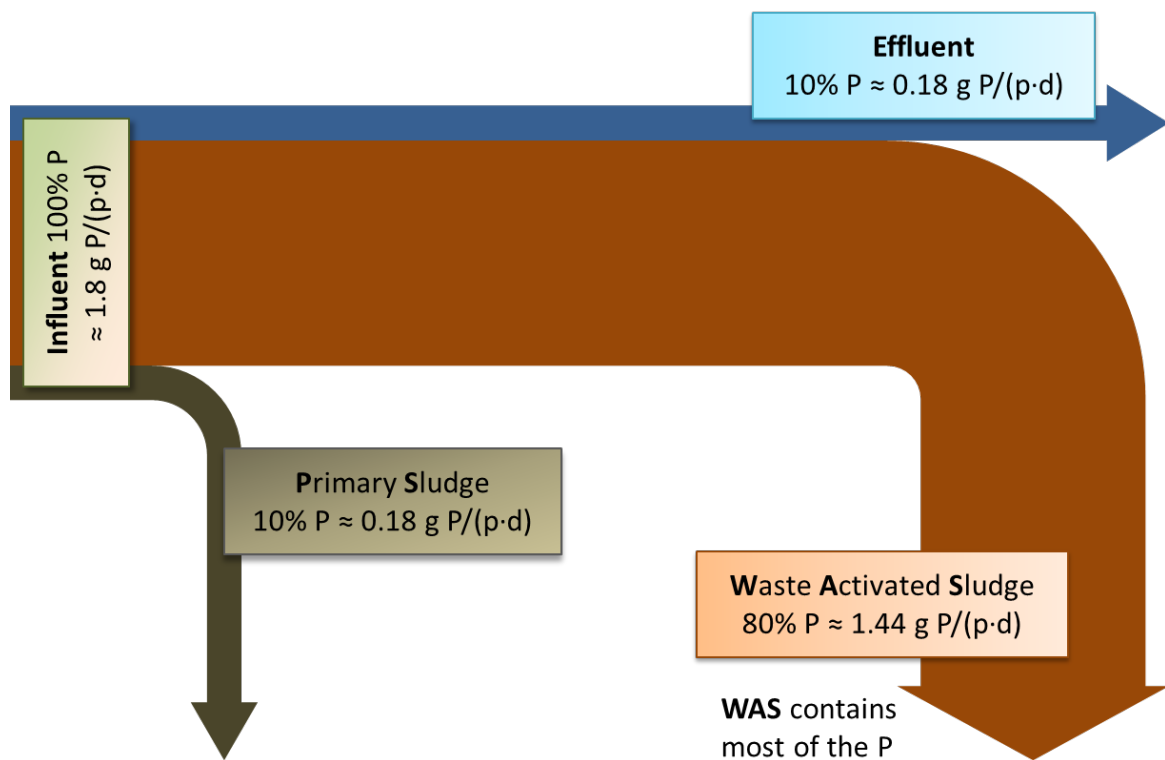 Effluent
10% P ≈ 0.18 g P/(p·d)
Influent 100% P
≈ 1.8 g P/(p·d)
Primary Sludge
10% P ≈ 0.18 g P/(p·d)
Waste Activated Sludge
80% P ≈ 1.44 g P/(p·d)
WAS contains
most of the P